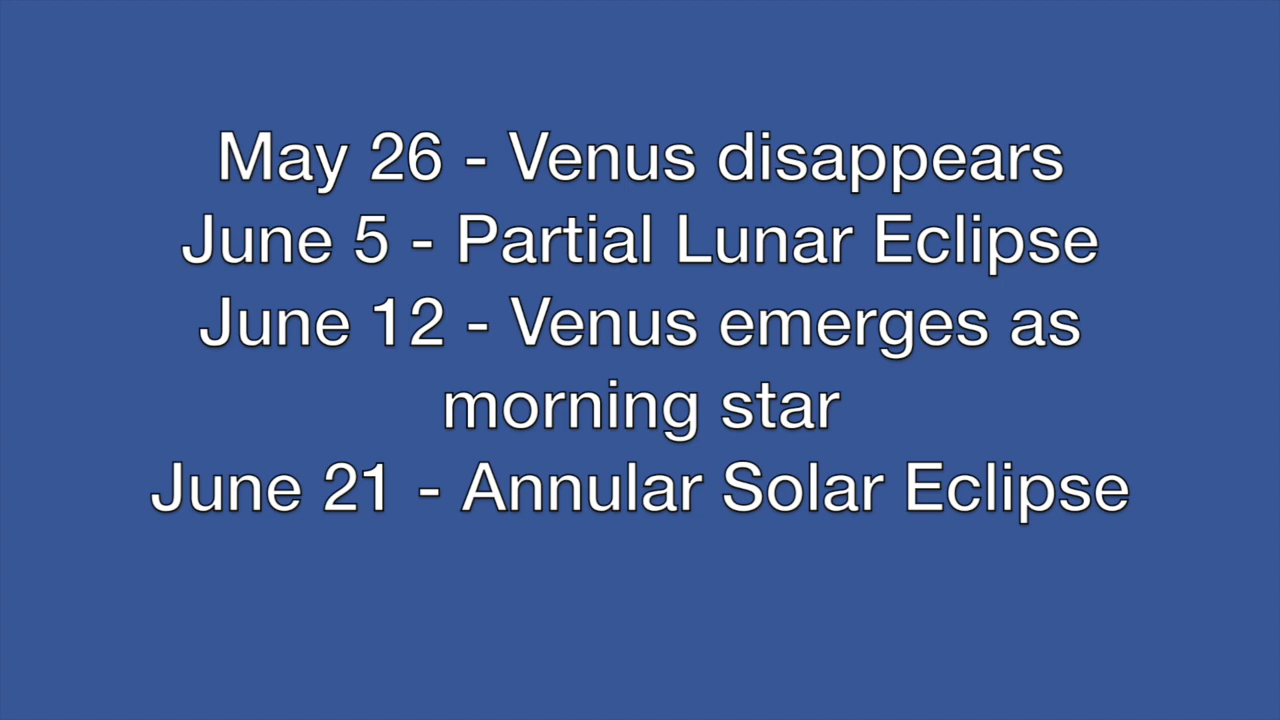 May 26 - Venus disappears
June 5 - Partial Lunar Eclipse
June 12 - Venus emerges as
morning star
June 21 - Annular Solar Eclipse